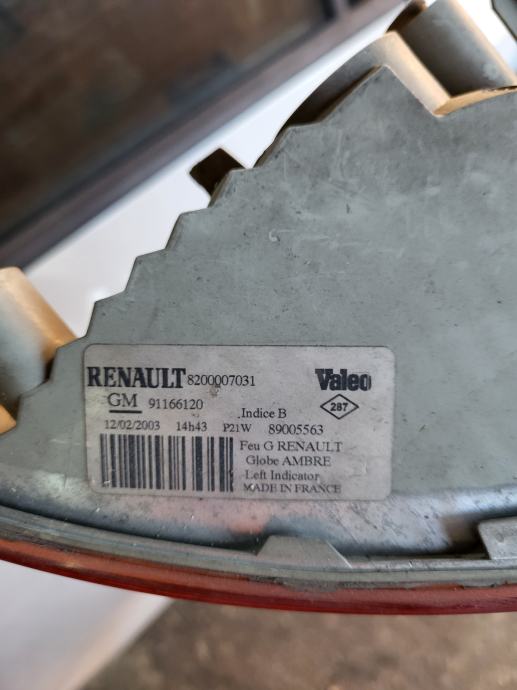 RENAULT 8200007031 Valeo
GM 91166120 Indice B 287
12/02/2003 14h43 P21W 89005563
Feu G RENAULT
Globe AMBRE
Left Indicator
MADE IN FRANCE